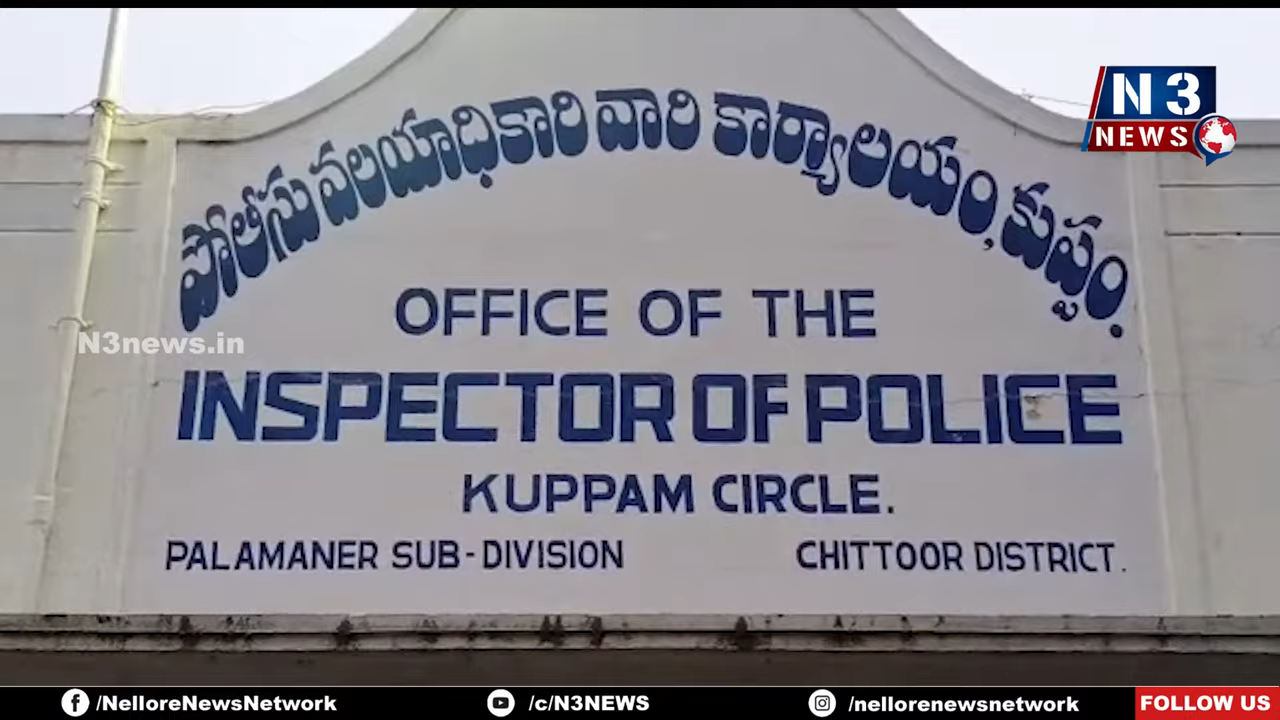 పోలీసు వలయాధికారి వారి కార్యాలయం, కుప్పం.
OFFICE OF THE
INSPECTOR OF POLICE
KUPPAM CIRCLE.
PALAMANER SUB-DIVISION CHITTOOR DISTRICT.
N3
NEWS
N3news.in
/NelloreNewsNetwork /c/N3NEWS /nellorenewsnetwork FOLLOW US